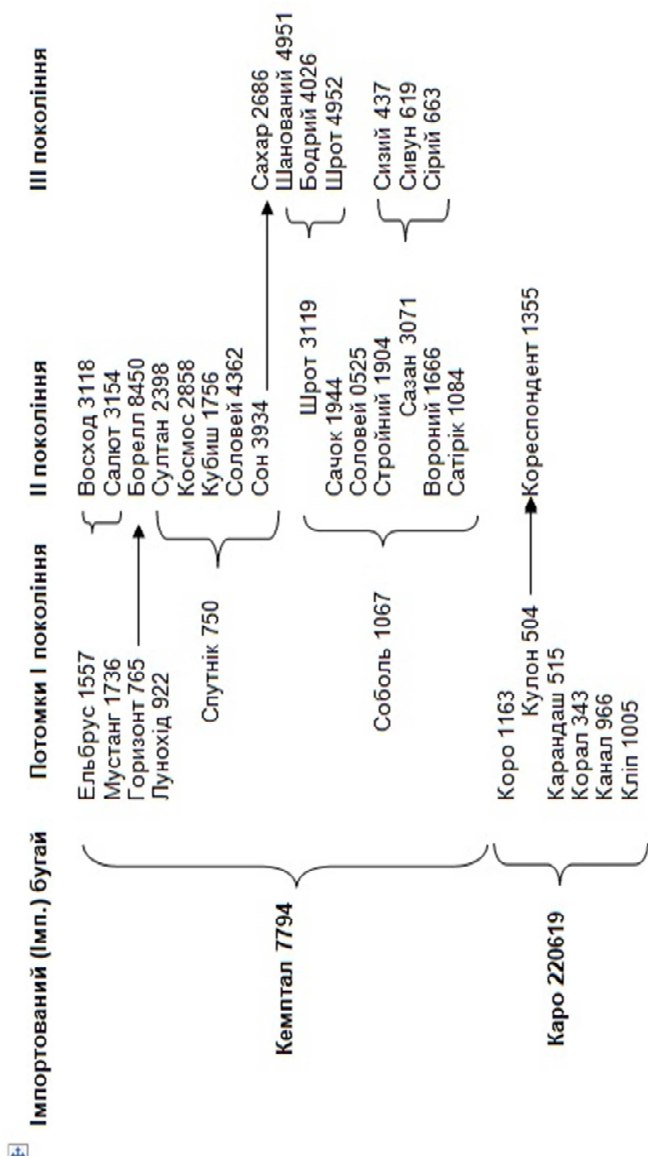 Імпортований (Імп.) бугай
Потомки І покоління
ІІ покоління
ІІІ покоління
Кемптал 7794
Ельбрус 1557
Мустанг 1736
Горизонт 765
Лунохід 922
Спутнік 750
Соболь 1067
Восход 3118
Салют 3154
Борелл 8450
Султан 2398
Космос 2858
Кубиш 1756
Соловей 4362
Сон 3934
Шрот 3119
Сачок 1944
Соловей 0525
Стройний 1904
Сазан 3071
Вороний 1666
Сатірік 1084
Сахар 2686
Шанований 4951
Бодрий 4026
Шрот 4952
Сизий 437
Сивун 619
Сірий 663
Каро 220619
Коро 1163
Кулон 504
Карандаш 515
Корал 343
Канал 966
Кліп 1005
Кореспондент 1355